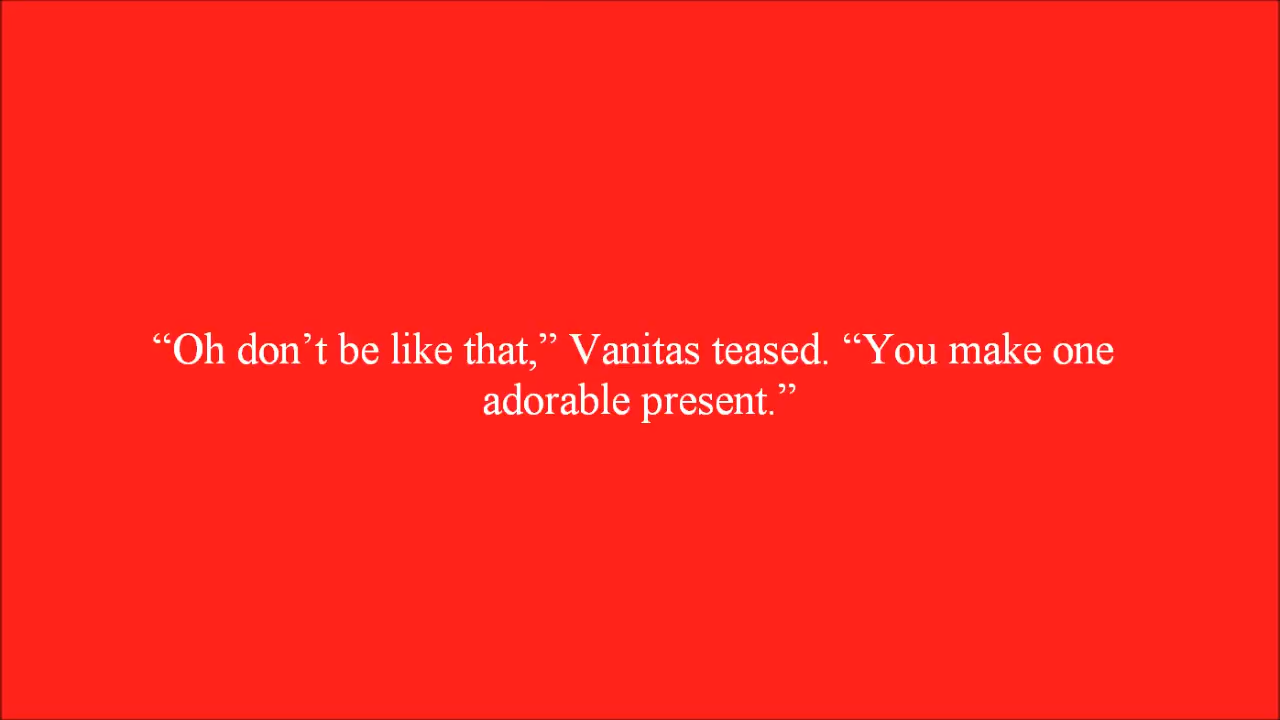 “Oh don’t be like that,” Vanitas teased. “You make one
adorable present.”